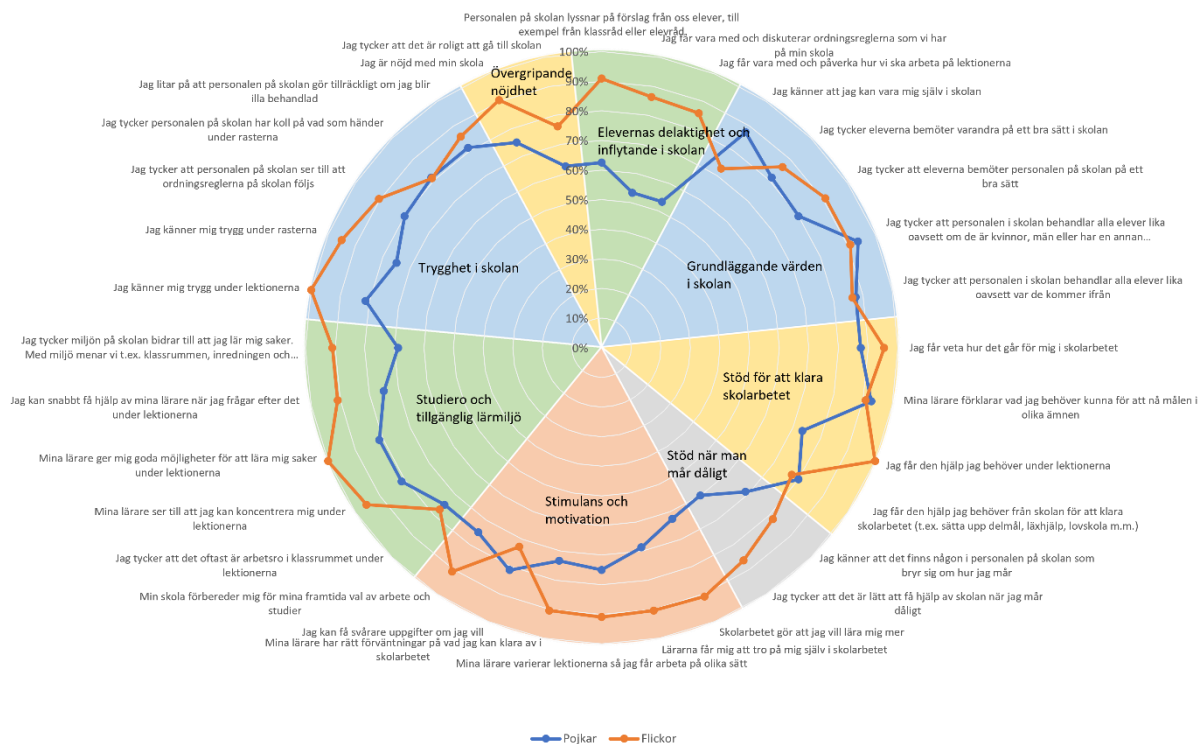 Personalen på skolan lyssnar på förslag från oss elever, till
exempel från klassråd eller elevråd
Jag får vara med och diskuterar ordningsreglerna som vi har
på min skola
Jag får vara med och påverka hur vi ska arbeta på lektionerna
Jag känner att jag kan vara mig själv i skolan
Jag tycker eleverna bemöter varandra på ett bra sätt i skolan
Jag tycker att eleverna bemöter personalen på skolan på ett
bra sätt
Jag tycker att personalen i skolan behandlar alla elever lika
oavsett om de är kvinnor, män eller har en annan…
Jag tycker att personalen i skolan behandlar alla elever lika
oavsett var de kommer ifrån
Jag får veta hur det går för mig i skolarbetet
Mina lärare förklarar vad jag behöver kunna för att nå målen i
olika ämnen
Jag får den hjälp jag behöver under lektionerna
Jag får den hjälp jag behöver från skolan för att klara
skolarbetet (t.ex. sätta upp delmål, läxhjälp, lovskola m.m.)
Jag känner att det finns någon i personalen på skolan som
bryr sig om hur jag mår
Jag tycker att det är lätt att få hjälp av skolan när jag mår
dåligt
Skolarbetet gör att jag vill lära mig mer
Lärarna får mig att tro på mig själv i skolarbetet
Mina lärare varierar lektionerna så jag får arbeta på olika sätt
Mina lärare har rätt förväntningar på vad jag kan klara av i
skolarbetet
Jag kan få svårare uppgifter om jag vill
Min skola förbereder mig för mina framtida val av arbete och
studier
Jag tycker att det oftast är arbetsro i klassrummet under
lektionerna
Mina lärare ser till att jag kan koncentrera mig under
lektionerna
Mina lärare ger mig goda möjligheter för att lära mig saker
under lektionerna
Jag kan snabbt få hjälp av mina lärare när jag frågar efter det
under lektionerna
Jag tycker miljön på skolan bidrar till att jag lär mig saker.
Med miljö menar vi t.ex. klassrummen, inredningen och…
Jag känner mig trygg under lektionerna
Jag känner mig trygg under rasterna
Jag tycker att personalen på skolan ser till att
ordningsreglerna på skolan följs
Jag tycker personalen på skolan har koll på vad som händer
under rasterna
Jag litar på att personalen på skolan gör tillräckligt om jag blir
illa behandlad
Jag är nöjd med min skola
Jag tycker att det är roligt att gå till skolan
100%
90%
80%
70%
60%
50%
40%
30%
20%
10%
0%
Övergripande
nöjdhet
Elevernas delaktighet och
inflytande i skolan
Grundläggande värden
i skolan
Stöd för att klara
skolarbetet
Stöd när man
mår dåligt
Stimulans och
motivation
Studiero och
tillgänglig lärmiljö
Trygghet i skolan
Pojkar
Flickor